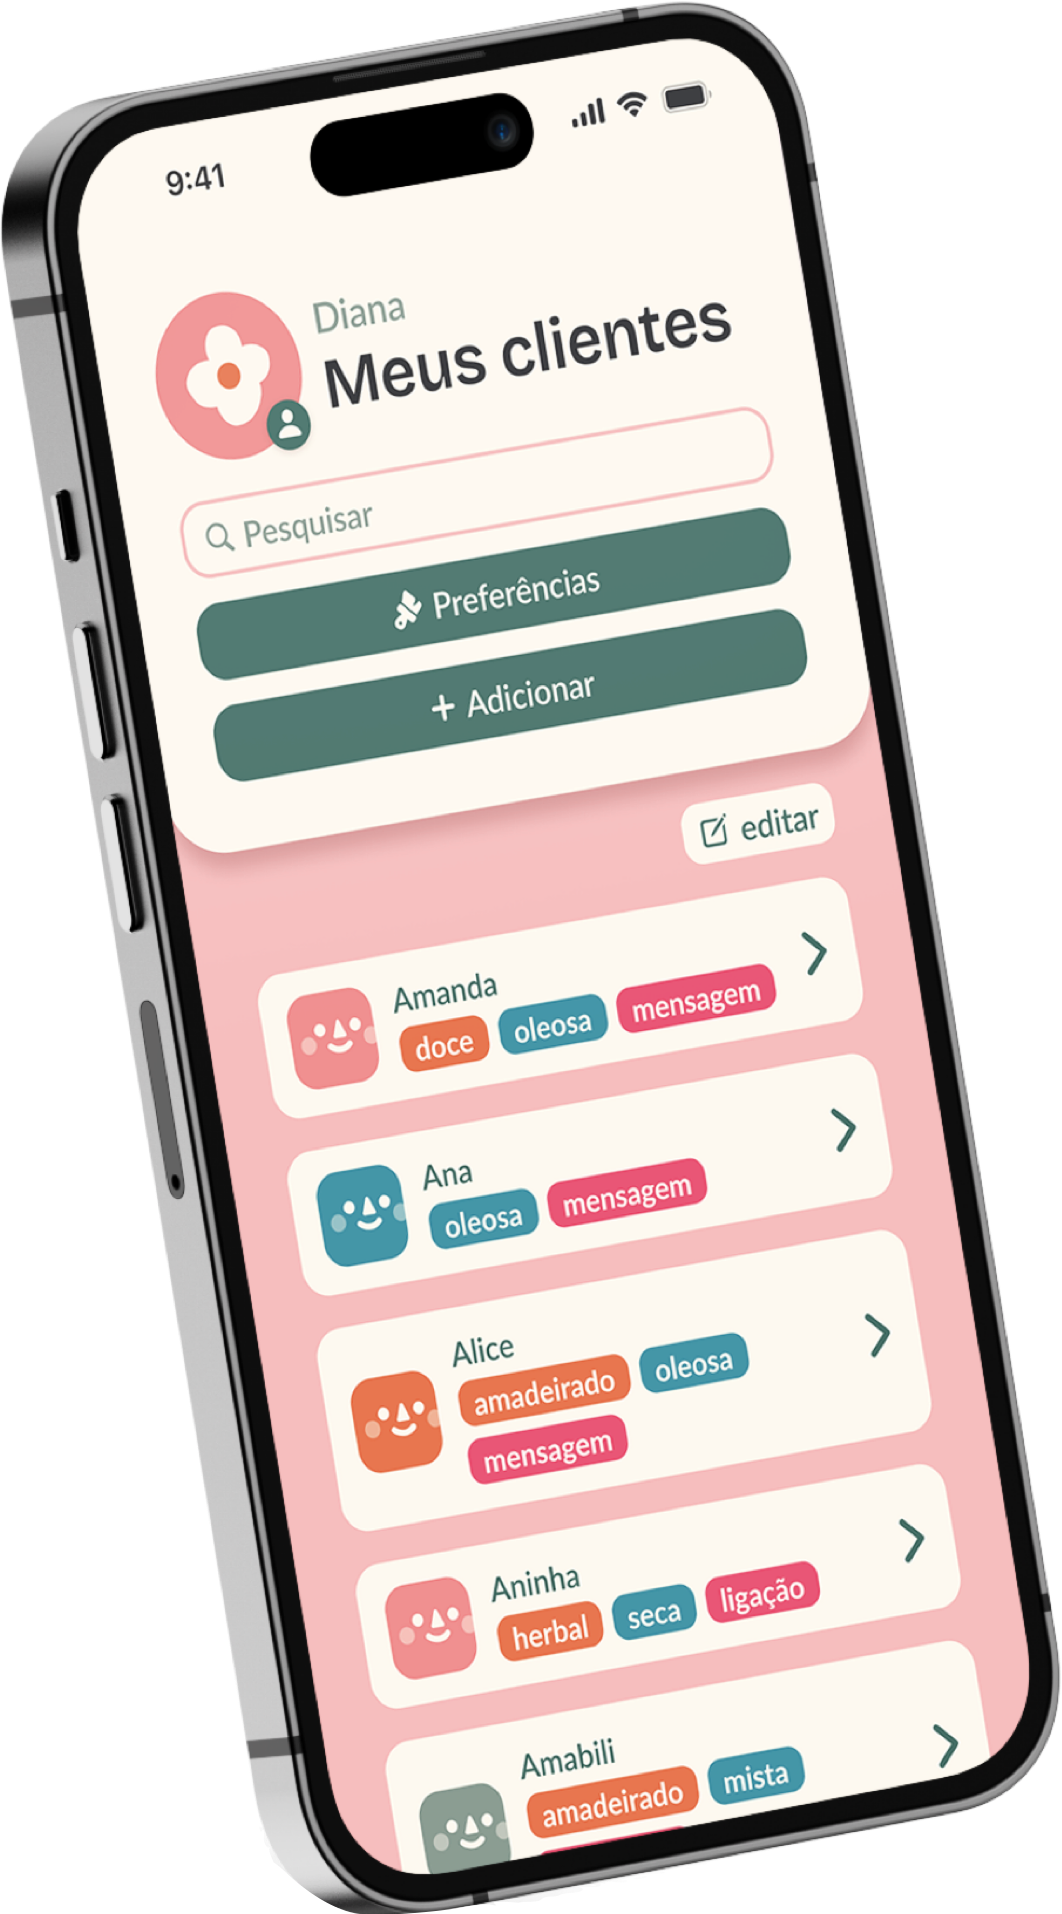 9:41
Diana
Meus clientes
Pesquisar
Preferências
+ Adicionar
editar
Amanda
doce oleosa mensagem
Ana
oleosa mensagem
Alice
amadeirado oleosa
mensagem
Aninha
herbal seca ligação
Amabili
amadeirado mista